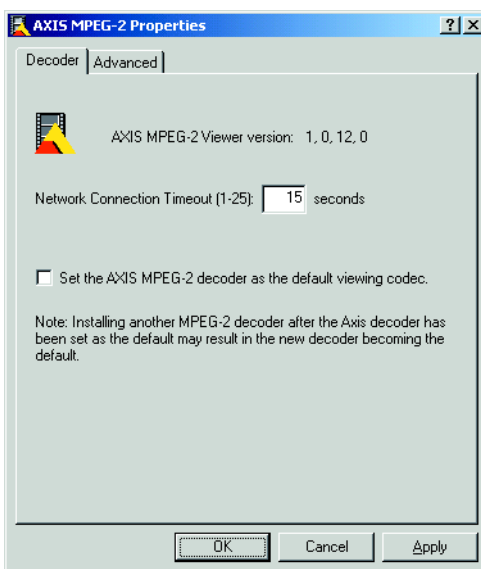 AXIS MPEG-2 Properties
Decoder Advanced
AXIS MPEG-2 Viewer version: 1, 0, 12, 0
Network Connection Timeout (1-25): 15 seconds
Set the AXIS MPEG-2 decoder as the default viewing codec.
Note: Installing another MPEG-2 decoder after the Axis decoder has
been set as the default may result in the new decoder becoming the
default.
OK Cancel Apply